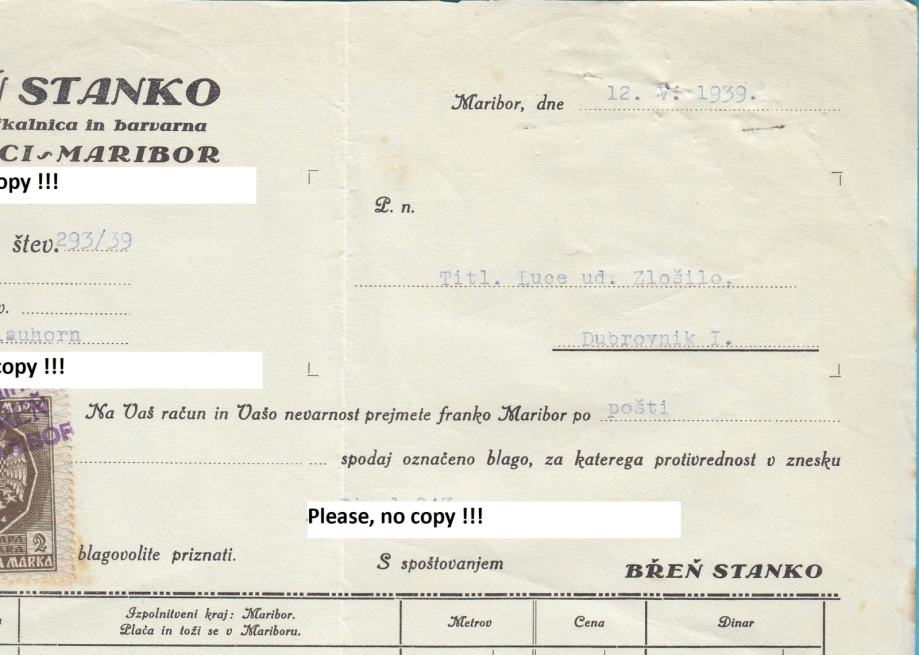 STANKO
kalnica in barvarna
CI~MARIBOR
opy !!!
Maribor, dne 12. V. 1939.
P. n.
štev. 293/39
Titl. Luce ud. Zlošilo,
v.
auhorn
Dubrovnik I.
copy !!!
Na Vaš račun in Vašo nevarnost prejmete franko Maribor po pošti
spodaj označeno blago, za katerega protivrednost v znesku
Please, no copy !!!
2
MARKA
blagovolite priznati.
S spoštovanjem
BŘEŇ STANKO
Izpolnitveni kraj: Maribor.
Plača in toži se v Mariboru.
Metrov
Cena
Dinar